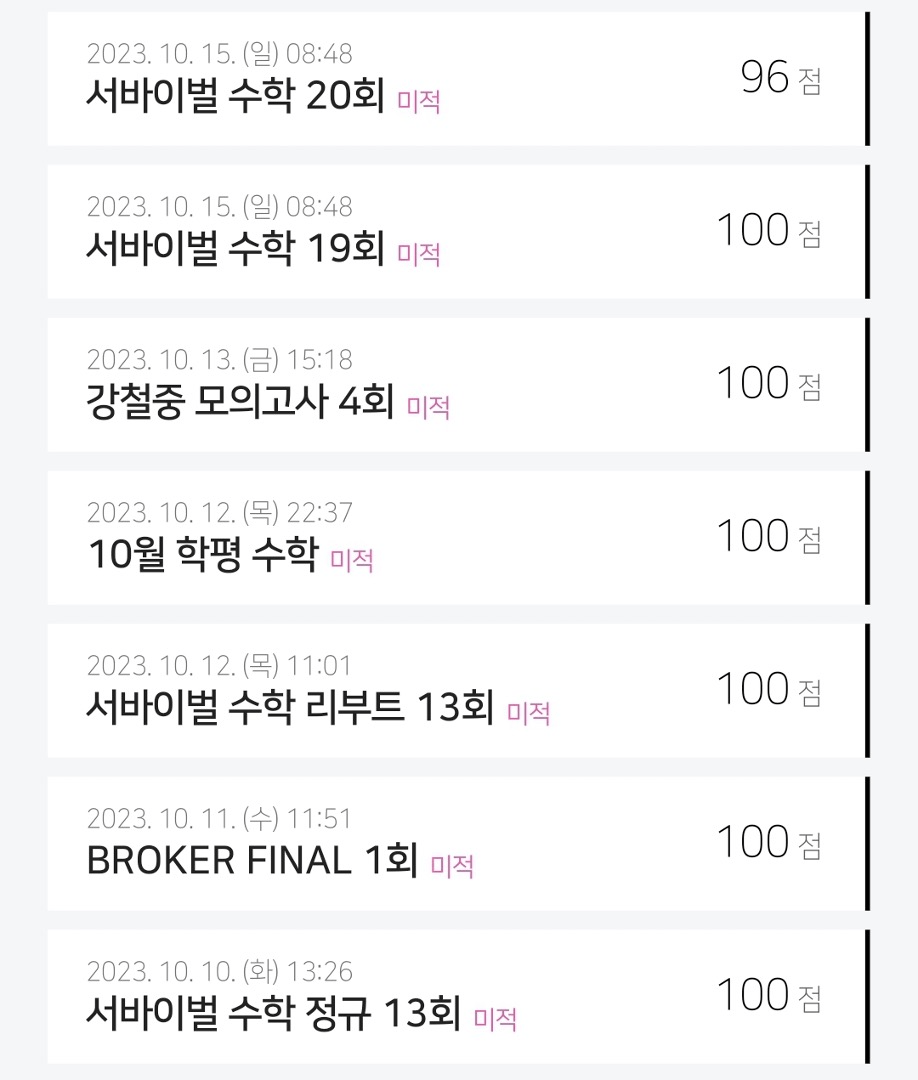 2023. 10. 15. (일) 08:48
서바이벌 수학 20회 미적
96 점
2023. 10. 15. (일) 08:48
서바이벌 수학 19회 미적
100 점
2023. 10. 13. (금) 15:18
강철중 모의고사 4회 미적
100 점
2023. 10. 12. (목) 22:37
10월 학평 수학 미적
100 점
2023. 10. 12. (목) 11:01
서바이벌 수학 리부트 13회 미적
100 점
2023. 10. 11. (수) 11:51
BROKER FINAL 1회 미적
100 점
2023. 10. 10. (화) 13:26
서바이벌 수학 정규 13회 미적
100 점